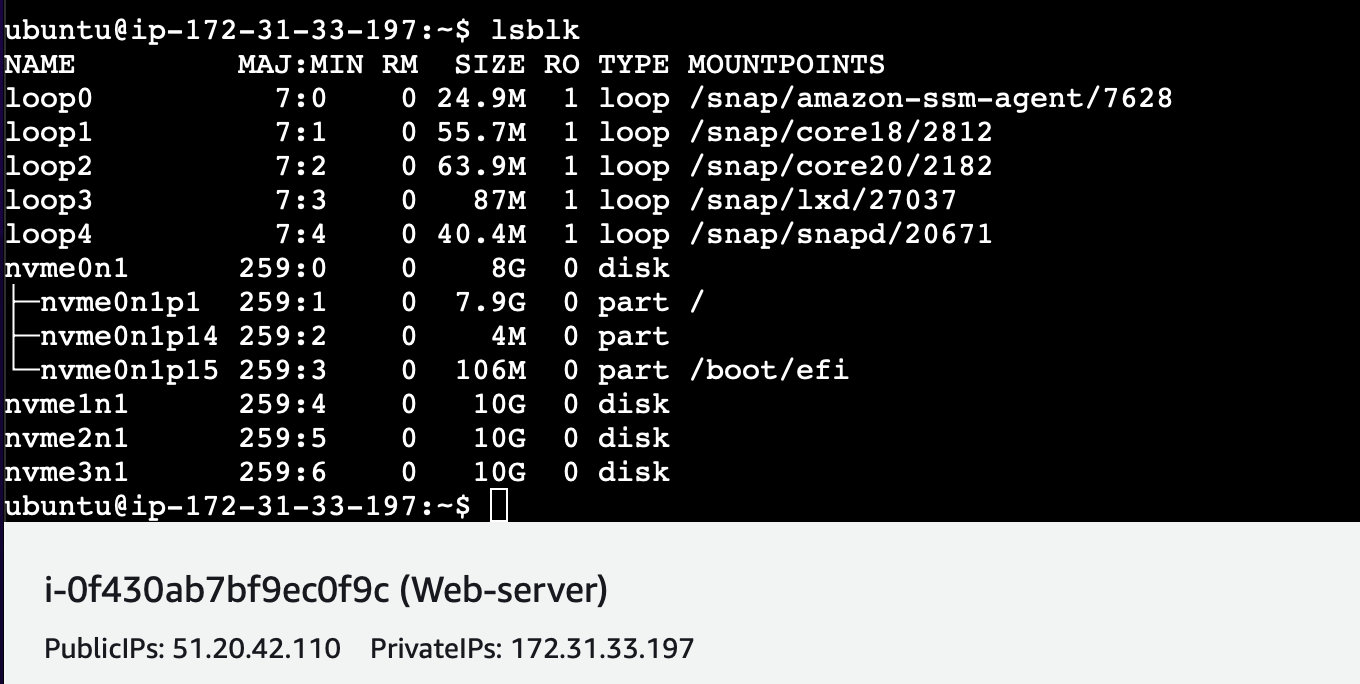 ubuntu@ip-172-31-33-197:~$ lsblk
NAME         MAJ:MIN RM  SIZE RO TYPE MOUNTPOINTS
loop0          7:0    0 24.9M  1 loop /snap/amazon-ssm-agent/7628
loop1          7:1    0 55.7M  1 loop /snap/core18/2812
loop2          7:2    0 63.9M  1 loop /snap/core20/2182
loop3          7:3    0   87M  1 loop /snap/lxd/27037
loop4          7:4    0 40.4M  1 loop /snap/snapd/20671
nvme0n1      259:0    0    8G  0 disk
├─nvme0n1p1  259:1    0  7.9G  0 part /
├─nvme0n1p14 259:2    0    4M  0 part
└─nvme0n1p15 259:3    0  106M  0 part /boot/efi
nvme1n1      259:4    0   10G  0 disk
nvme2n1      259:5    0   10G  0 disk
nvme3n1      259:6    0   10G  0 disk
ubuntu@ip-172-31-33-197:~$
i-0f430ab7bf9ec0f9c (Web-server)
PublicIPs: 51.20.42.110 PrivateIPs: 172.31.33.197